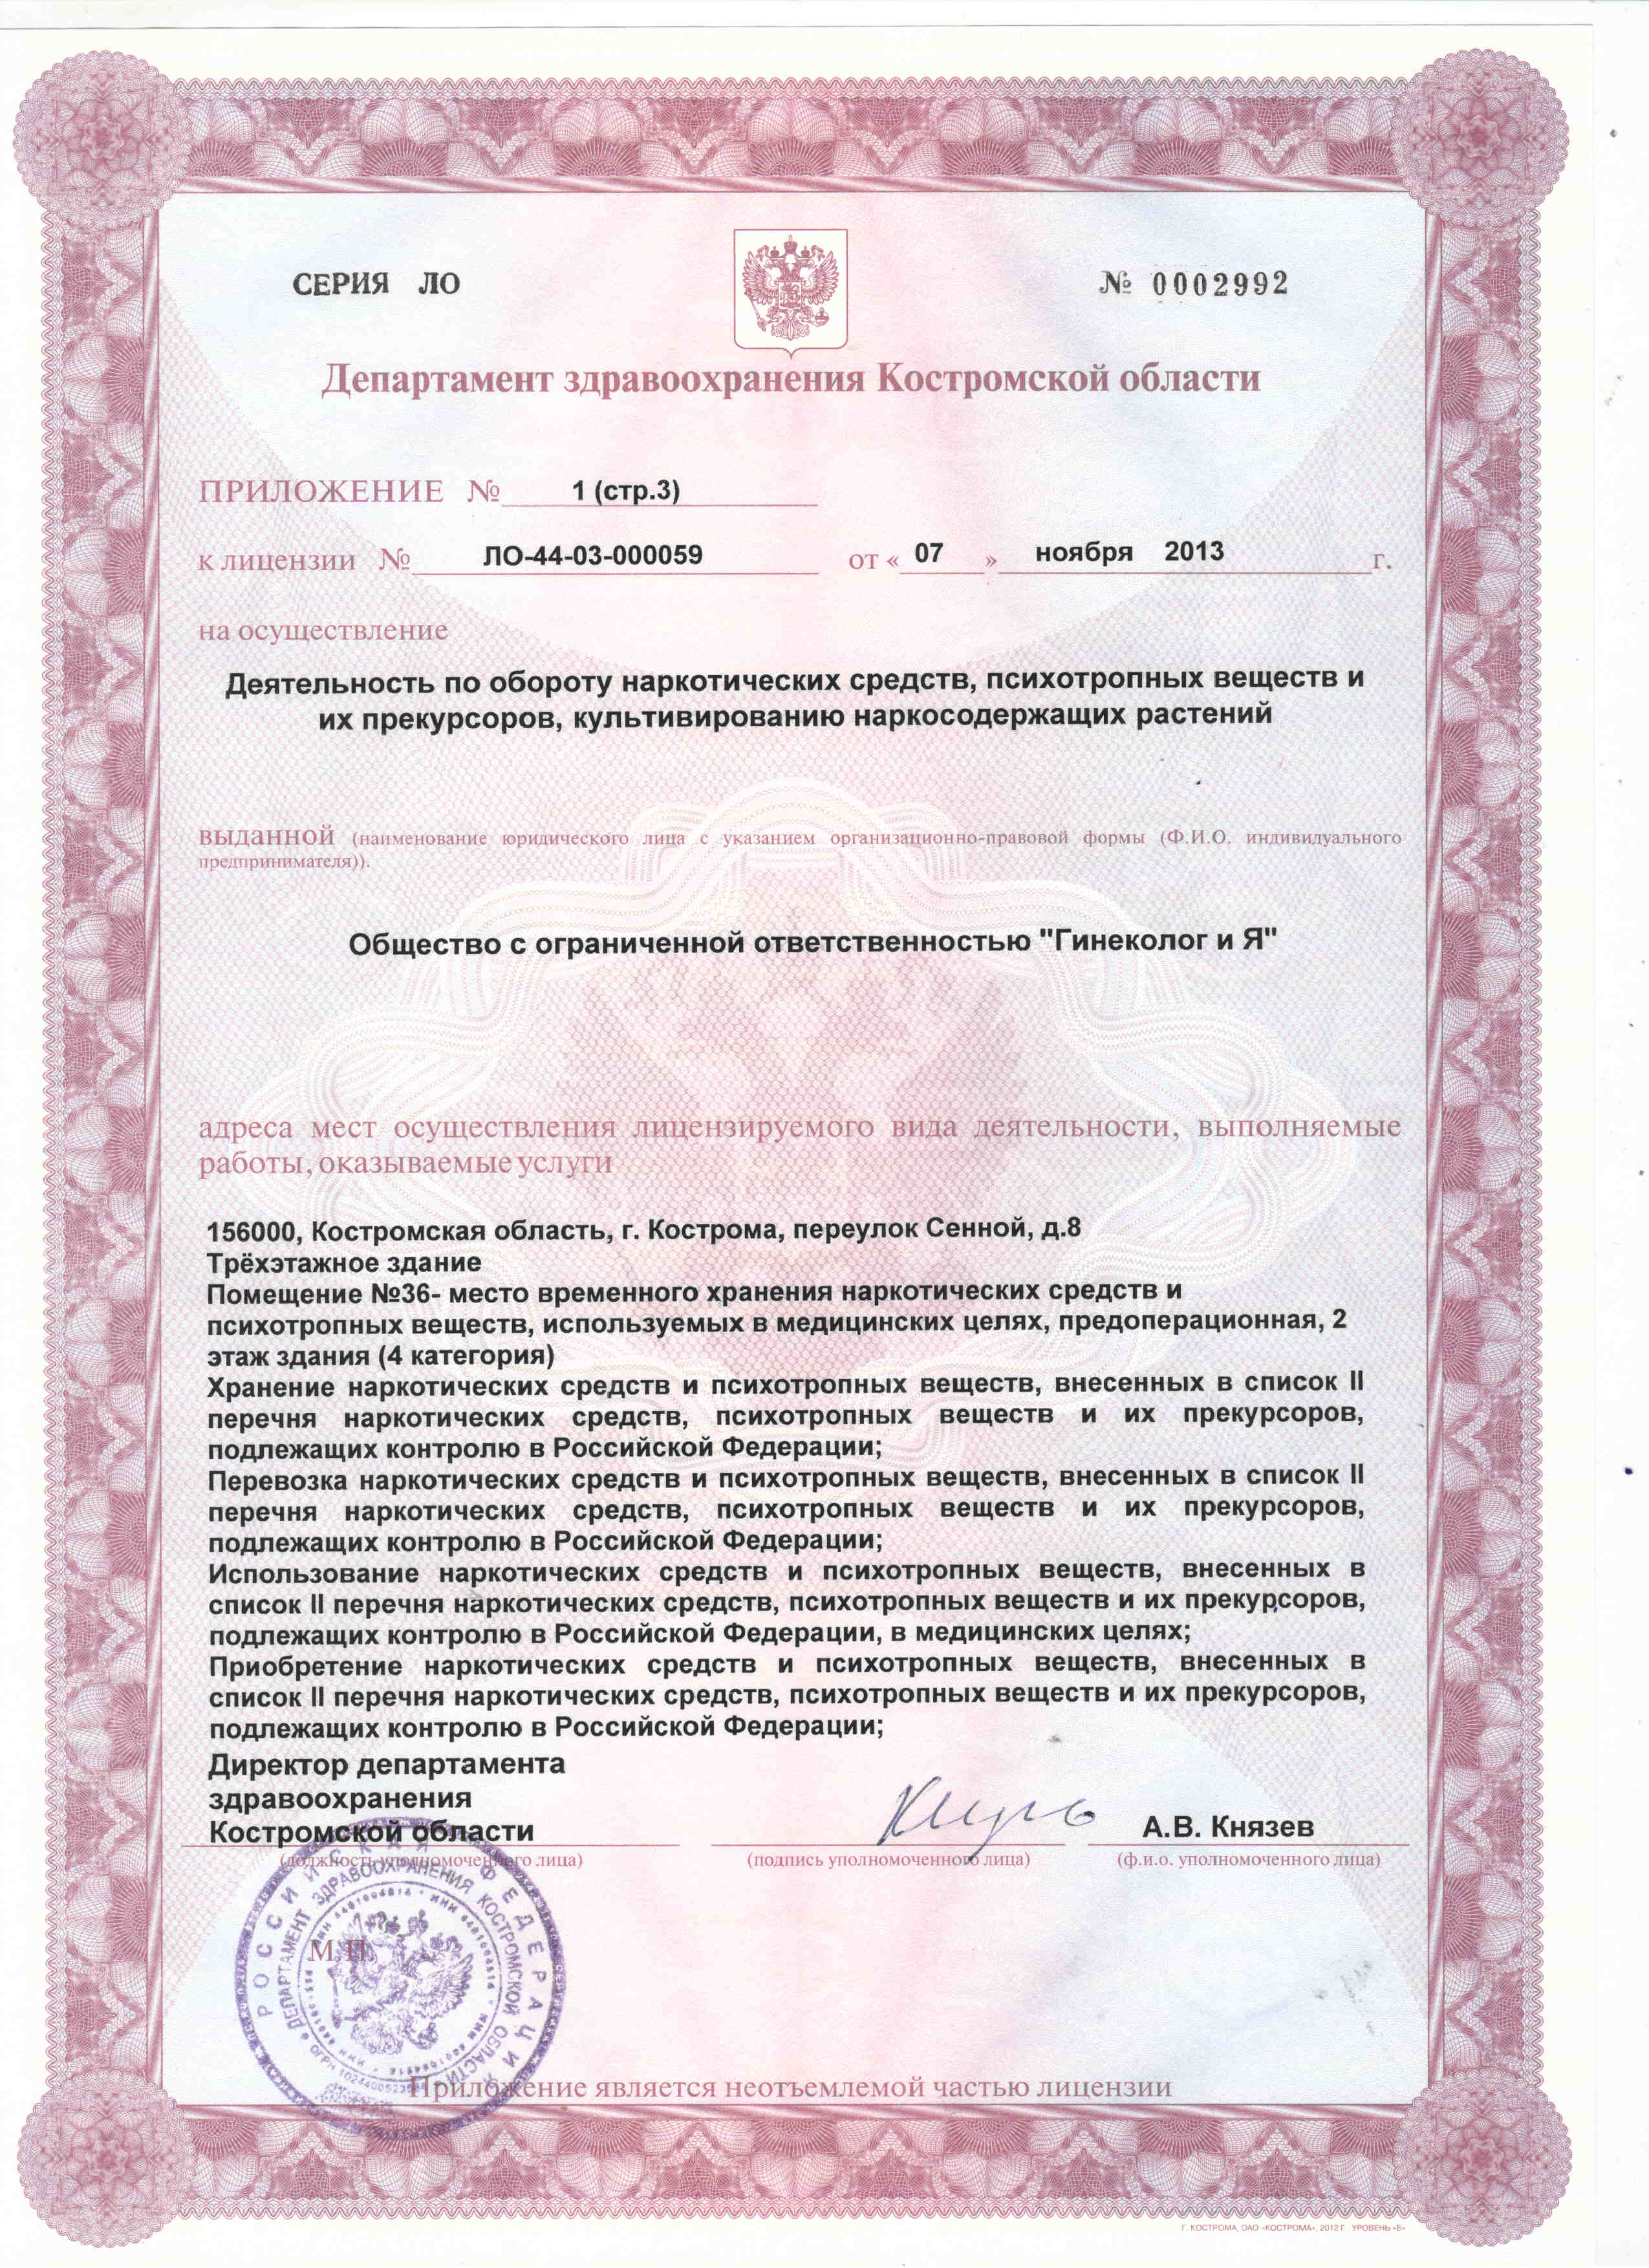 СЕРИЯ ЛО
№ 0002992
Департамент здравоохранения Костромской области
ПРИЛОЖЕНИЕ № 1 (стр.3)
к лицензии № ЛО-44-03-000059 от « 07 » ноября 2013 г.
на осуществление
Деятельность по обороту наркотических средств, психотропных веществ и
их прекурсоров, культивированию наркосодержащих растений
выданной (наименование юридического лица с указанием организационно-правовой формы (Ф.И.О. индивидуального
предпринимателя)).
Общество с ограниченной ответственностью "Гинеколог и Я"
адреса мест осуществления лицензируемого вида деятельности, выполняемые
работы, оказываемые услуги
156000, Костромская область, г. Кострома, переулок Сенной, д.8
Трёхэтажное здание
Помещение №36- место временного хранения наркотических средств и
психотропных веществ, используемых в медицинских целях, предоперационная, 2
этаж здания (4 категория)
Хранение наркотических средств и психотропных веществ, внесенных в список II
перечня наркотических средств, психотропных веществ и их прекурсоров,
подлежащих контролю в Российской Федерации;
Перевозка наркотических средств и психотропных веществ, внесенных в список II
перечня наркотических средств, психотропных веществ и их прекурсоров,
подлежащих контролю в Российской Федерации;
Использование наркотических средств и психотропных веществ, внесенных в
список II перечня наркотических средств, психотропных веществ и их прекурсоров,
подлежащих контролю в Российской Федерации, в медицинских целях;
Приобретение наркотических средств и психотропных веществ, внесенных в
список II перечня наркотических средств, психотропных веществ и их прекурсоров,
подлежащих контролю в Российской Федерации;
Директор департамента
здравоохранения
Костромской области
А.В. Князев
(должность уполномоченного лица)
(подпись уполномоченного лица)
(ф.и.о. уполномоченного лица)
РОССИЙСКАЯ ФЕДЕРАЦИЯ
ДЕПАРТАМЕНТ ЗДРАВООХРАНЕНИЯ КОСТРОМСКОЙ ОБЛАСТИ
М.П.
Приложение является неотъемлемой частью лицензии
Г. КОСТРОМА, ОАО «КОСТРОМА», 2012 Г. УРОВЕНЬ «Б»